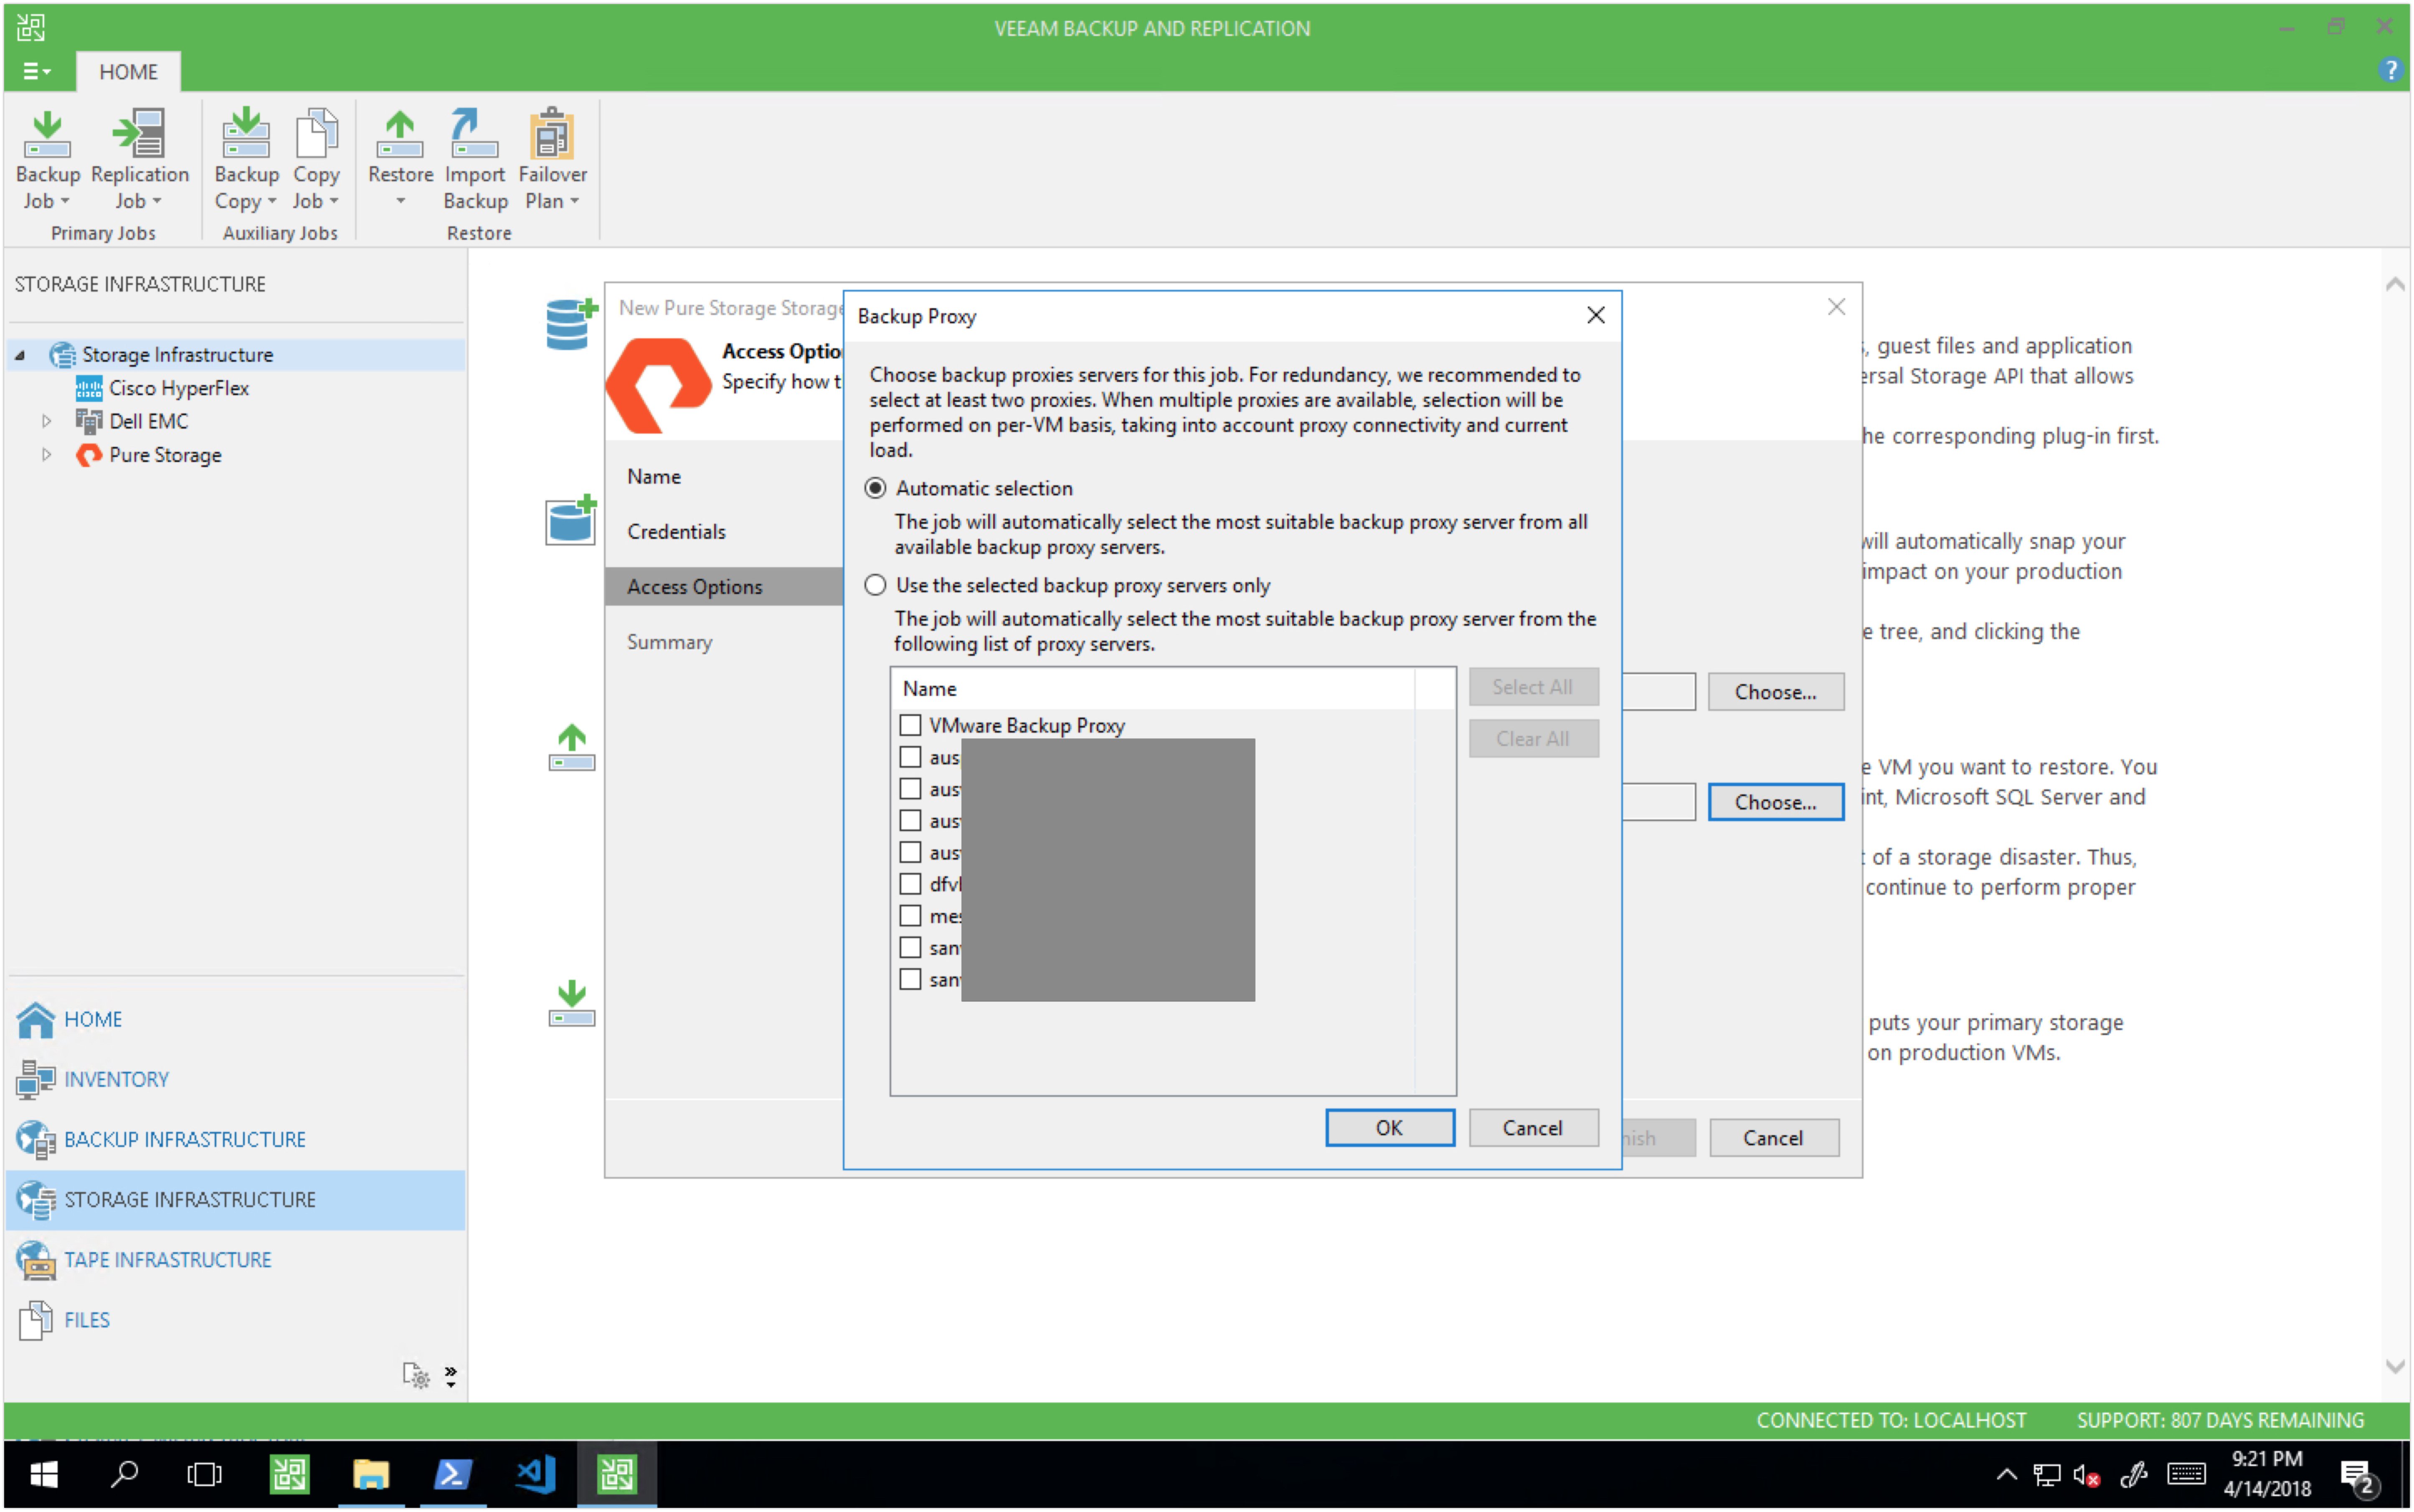 VEEAM BACKUP AND REPLICATION
HOME
?
Backup Job
Replication Job
Backup Copy
Copy Job
Restore
Import Backup
Failover Plan
Primary Jobs
Auxiliary Jobs
Restore
STORAGE INFRASTRUCTURE
Storage Infrastructure
Cisco HyperFlex
Dell EMC
Pure Storage
HOME
INVENTORY
BACKUP INFRASTRUCTURE
STORAGE INFRASTRUCTURE
TAPE INFRASTRUCTURE
FILES
New Pure Storage Storage
Access Optio
Specify how t
Name
Credentials
Access Options
Summary
Backup Proxy
Choose backup proxies servers for this job. For redundancy, we recommended to
select at least two proxies. When multiple proxies are available, selection will be
performed on per-VM basis, taking into account proxy connectivity and current
load.
Automatic selection
The job will automatically select the most suitable backup proxy server from all
available backup proxy servers.
Use the selected backup proxy servers only
The job will automatically select the most suitable backup proxy server from the
following list of proxy servers.
Name
VMware Backup Proxy
aus
aus
aus
aus
dfv
mes
san
san
Select All
Clear All
OK
Cancel
Choose...
Choose...
nish
Cancel
, guest files and application
ersal Storage API that allows
he corresponding plug-in first.
will automatically snap your
impact on your production
e tree, and clicking the
e VM you want to restore. You
int, Microsoft SQL Server and
of a storage disaster. Thus,
continue to perform proper
puts your primary storage
on production VMs.
CONNECTED TO: LOCALHOST
SUPPORT: 807 DAYS REMAINING
9:21 PM
4/14/2018
2